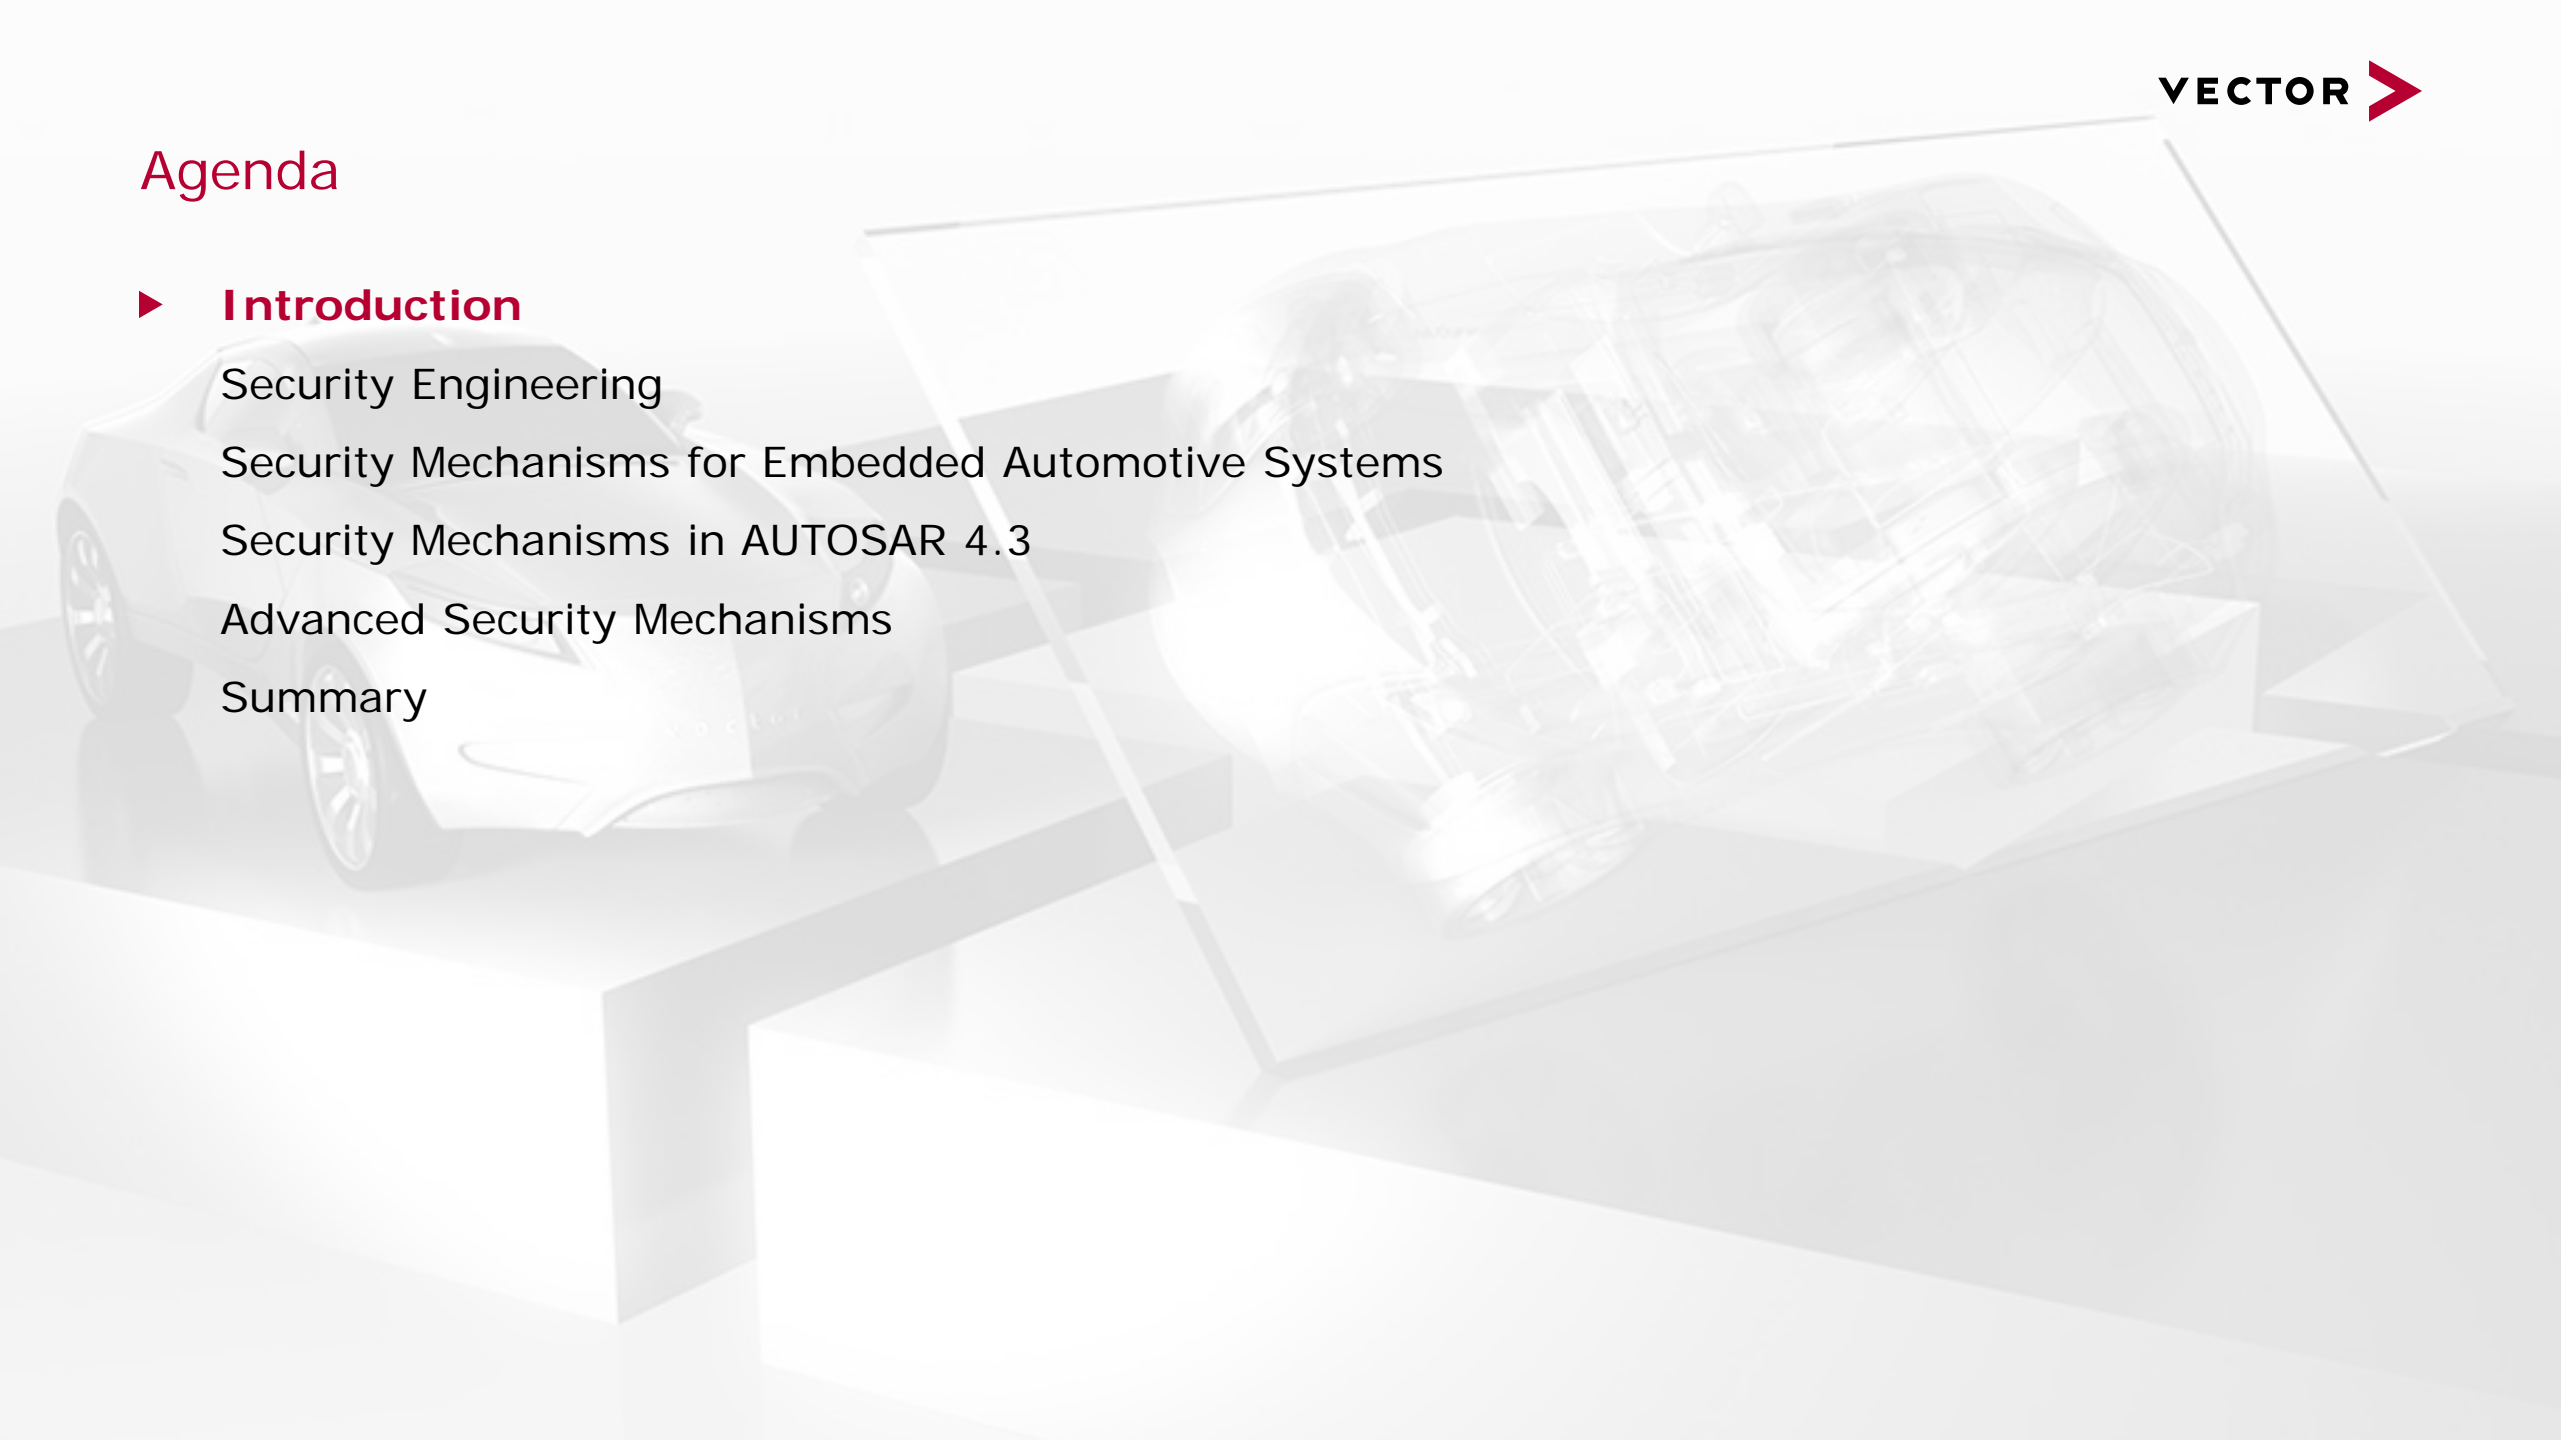 VECTOR
Agenda
Introduction
Security Engineering
Security Mechanisms for Embedded Automotive Systems
Security Mechanisms in AUTOSAR 4.3
Advanced Security Mechanisms
Summary